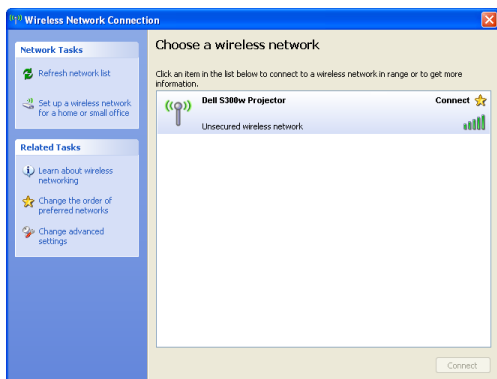 Wireless Network Connection
Network Tasks
Refresh network list
Set up a wireless network
for a home or small office
Related Tasks
Learn about wireless
networking
Change the order of
preferred networks
Change advanced
settings
Choose a wireless network
Click an item in the list below to connect to a wireless network in range or to get more
information.
Dell S300w Projector
Connect
Unsecured wireless network
Connect